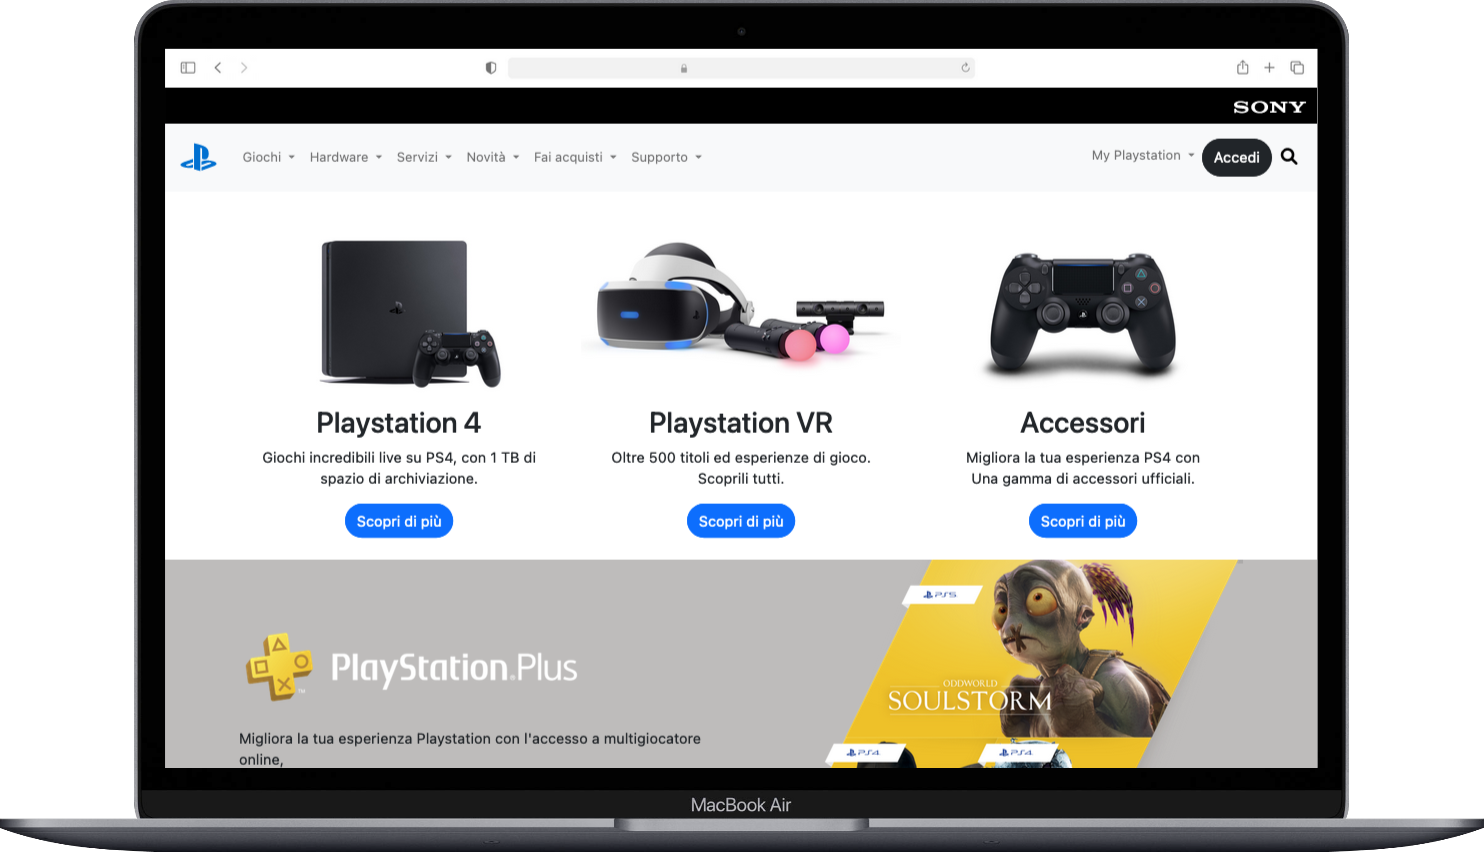 SONY
Giochi Hardware Servizi Novità Fai acquisti Supporto My Playstation Accedi
Playstation 4 Playstation VR Accessori
Giochi incredibili live su PS4, con 1 TB di Oltre 500 titoli ed esperienze di gioco. Migliora la tua esperienza PS4 con
spazio di archiviazione. Scoprili tutti. Una gamma di accessori ufficiali.
Scopri di più Scopri di più Scopri di più
PS5
PlayStation.Plus
TM
ODDWORLD
SOULSTORM
Migliora la tua esperienza Playstation con l'accesso a multigiocatore
online,
PS4 PS4
MacBook Air